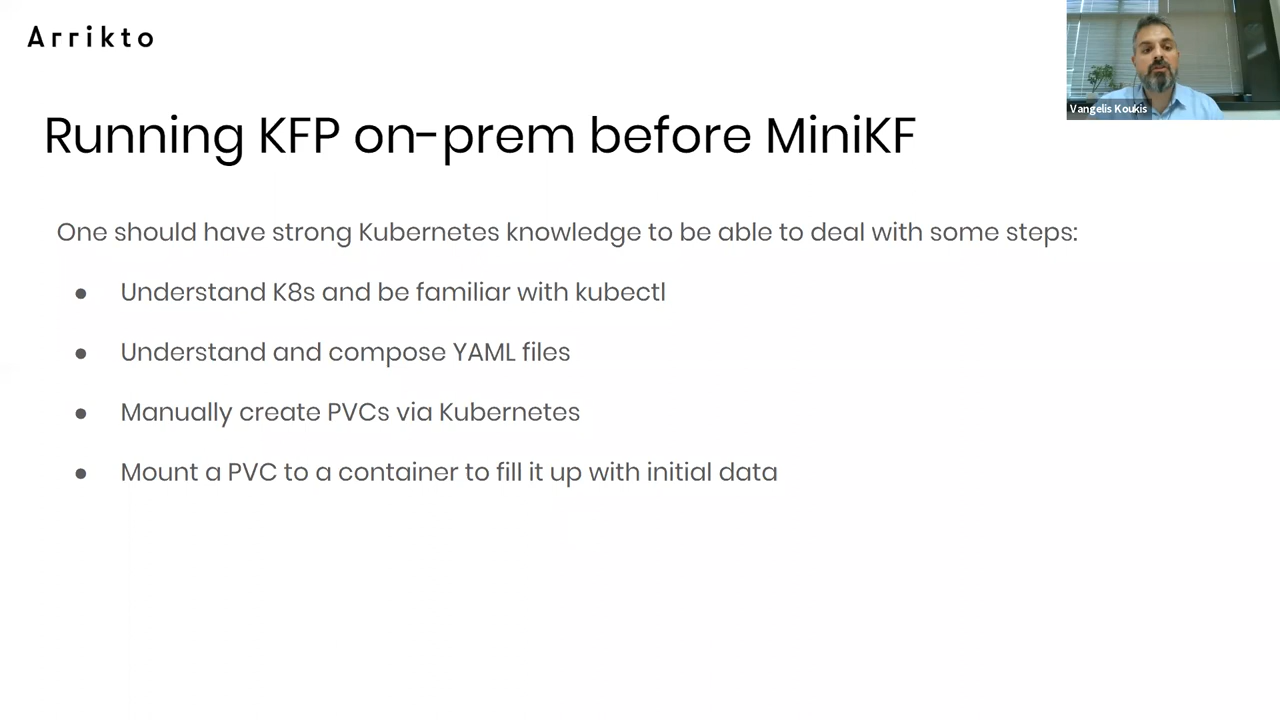 Arrikto
Vangelis Koukis
Running KFP on-prem before MiniKF
One should have strong Kubernetes knowledge to be able to deal with some steps:
● Understand K8s and be familiar with kubectl
● Understand and compose YAML files
● Manually create PVCs via Kubernetes
● Mount a PVC to a container to fill it up with initial data